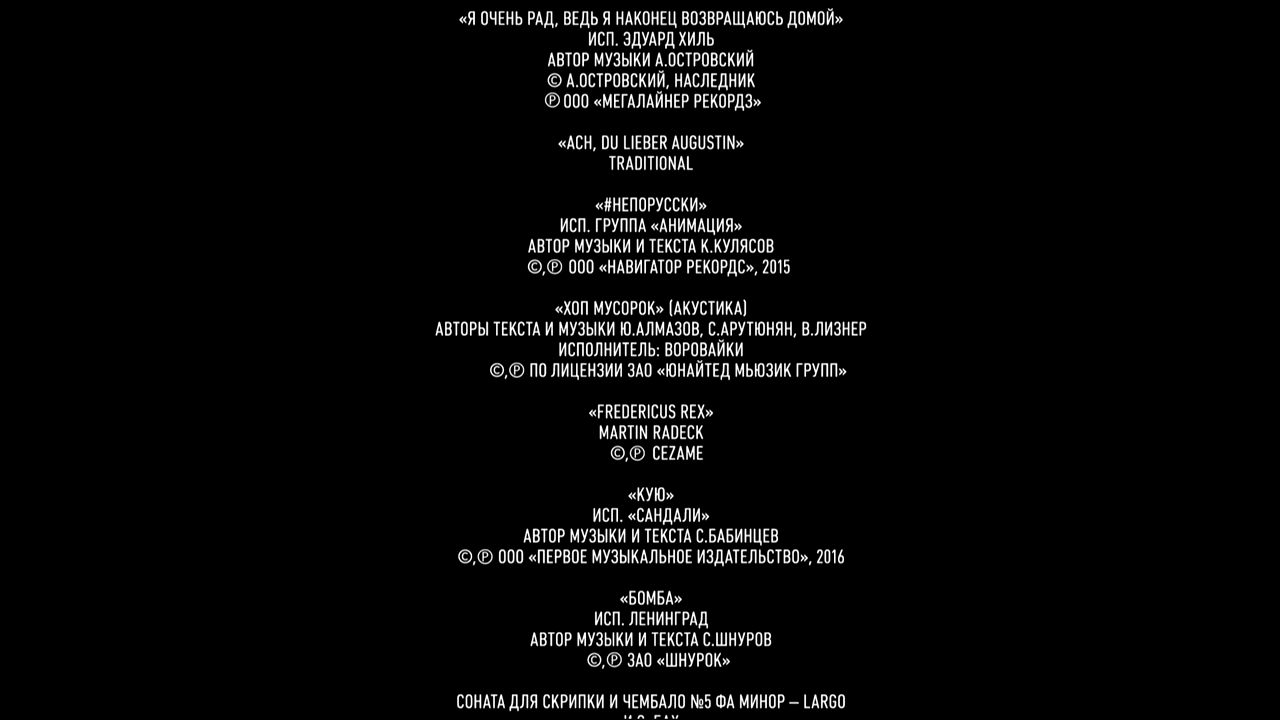 «Я ОЧЕНЬ РАД, ВЕДЬ Я НАКОНЕЦ ВОЗВРАЩАЮСЬ ДОМОЙ»
ИСП. ЭДУАРД ХИЛЬ
АВТОР МУЗЫКИ А.ОСТРОВСКИЙ
© А.ОСТРОВСКИЙ, НАСЛЕДНИК
℗ ООО «МЕГАЛАЙНЕР РЕКОРДЗ»
«ACH, DU LIEBER AUGUSTIN»
TRADITIONAL
«#НЕПОРУССКИ»
ИСП. ГРУППА «АНИМАЦИЯ»
АВТОР МУЗЫКИ И ТЕКСТА К.КУЛЯСОВ
©,℗ ООО «НАВИГАТОР РЕКОРДС», 2015
«ХОП МУСОРОК» (АКУСТИКА)
АВТОРЫ ТЕКСТА И МУЗЫКИ Ю.АЛМАЗОВ, С.АРУТЮНЯН, В.ЛИЗНЕР
ИСПОЛНИТЕЛЬ: ВОРОВАЙКИ
©,℗ ПО ЛИЦЕНЗИИ ЗАО «ЮНАЙТЕД МЬЮЗИК ГРУПП»
«FREDERICUS REX»
MARTIN RADECK
©,℗ CEZAME
«КУЮ»
ИСП. «САНДАЛИ»
АВТОР МУЗЫКИ И ТЕКСТА С.БАБИНЦЕВ
©,℗ ООО «ПЕРВОЕ МУЗЫКАЛЬНОЕ ИЗДАТЕЛЬСТВО», 2016
«БОМБА»
ИСП. ЛЕНИНГРАД
АВТОР МУЗЫКИ И ТЕКСТА С.ШНУРОВ
©,℗ ЗАО «ШНУРОК»
СОНАТА ДЛЯ СКРИПКИ И ЧЕМБАЛО №5 ФА МИНОР – LARGO